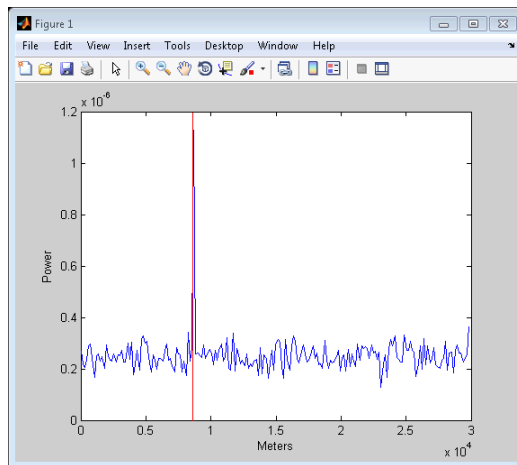 Figure 1
File Edit View Insert Tools Desktop Window Help
x 10^-6
1.2
1
0.8
0.6
0.4
0.2
0
Power
0 0.5 1 1.5 2 2.5 3
Meters
x 10^4